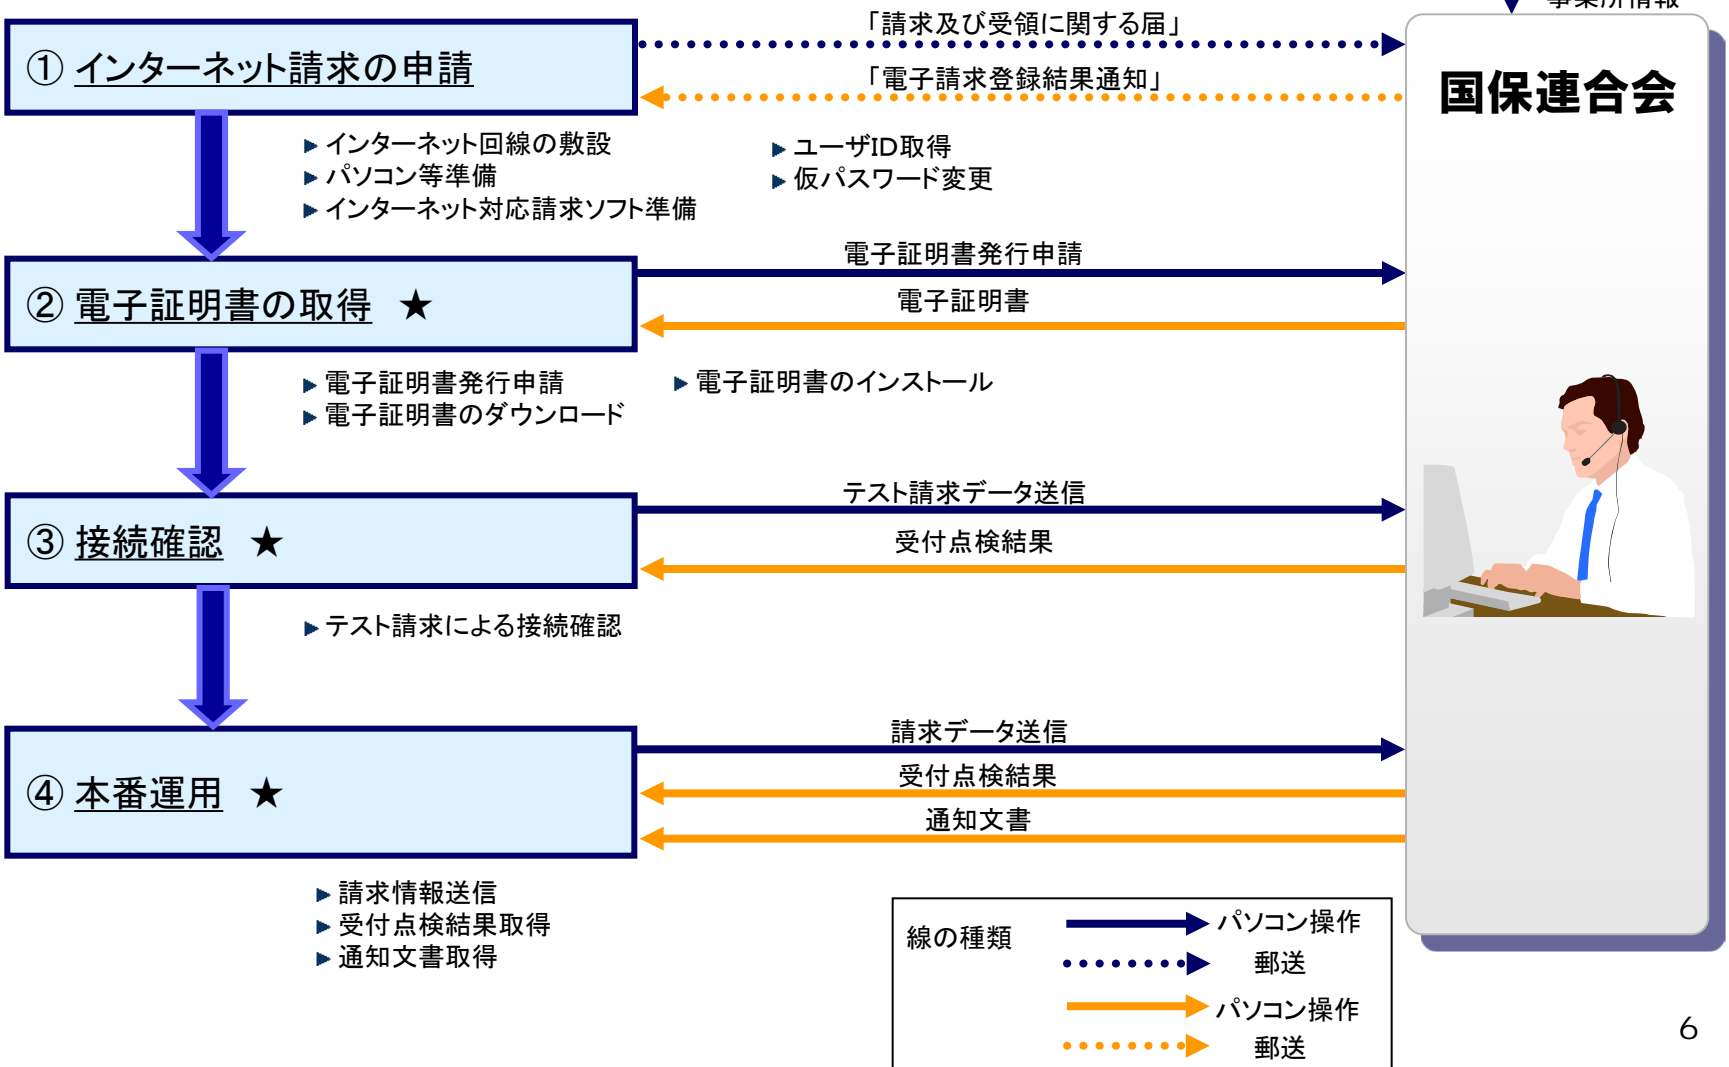 事業所情報
「請求及び受領に関する届」
① インターネット請求の申請
「電子請求登録結果通知」
国保連合会
インターネット回線の敷設
パソコン等準備
インターネット対応請求ソフト準備
ユーザID取得
仮パスワード変更
電子証明書発行申請
② 電子証明書の取得 ★
電子証明書
電子証明書発行申請
電子証明書のダウンロード
電子証明書のインストール
テスト請求データ送信
③ 接続確認 ★
受付点検結果
テスト請求による接続確認
請求データ送信
④ 本番運用 ★
受付点検結果
通知文書
請求情報送信
受付点検結果取得
通知文書取得
線の種類
パソコン操作
郵送
パソコン操作
郵送
6